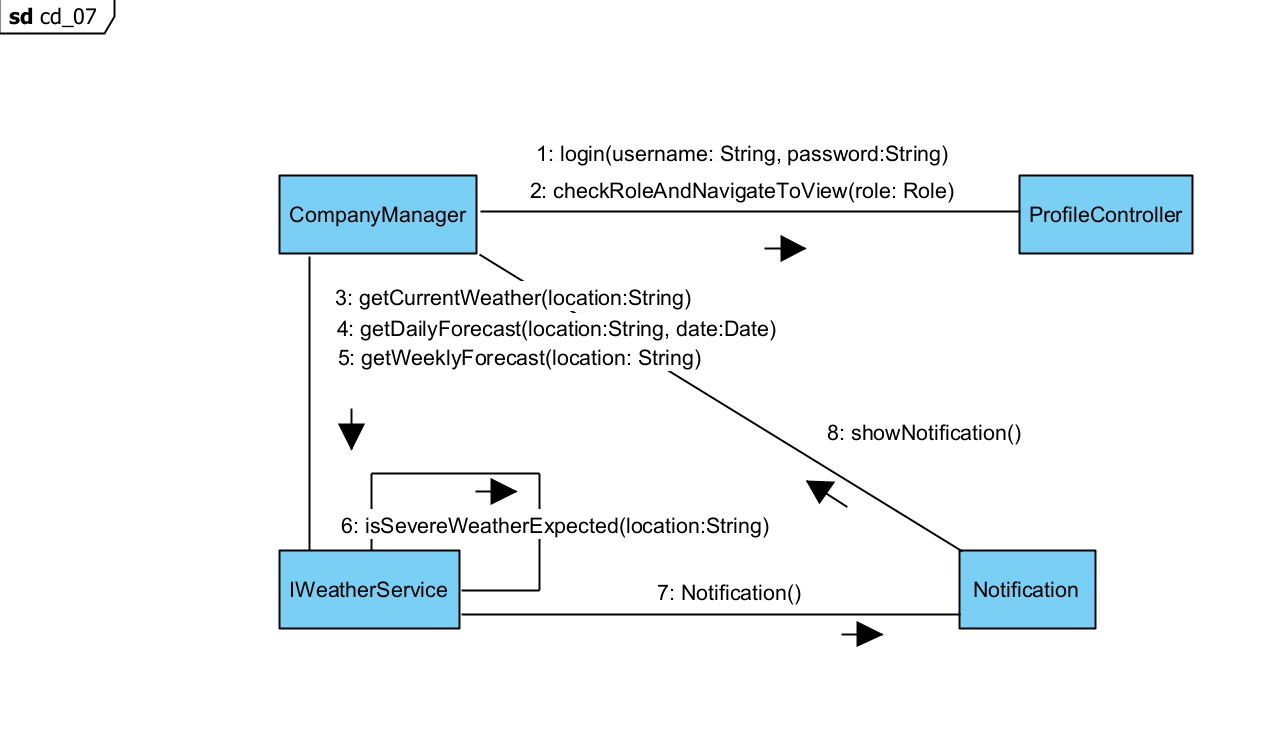 sd cd_07
1: login(username: String, password:String)
2: checkRoleAndNavigateToView(role: Role)
CompanyManager
ProfileController
3: getCurrentWeather(location:String)
4: getDailyForecast(location:String, date:Date)
5: getWeeklyForecast(location: String)
8: showNotification()
6: isSevereWeatherExpected(location:String)
IWeatherService
7: Notification()
Notification